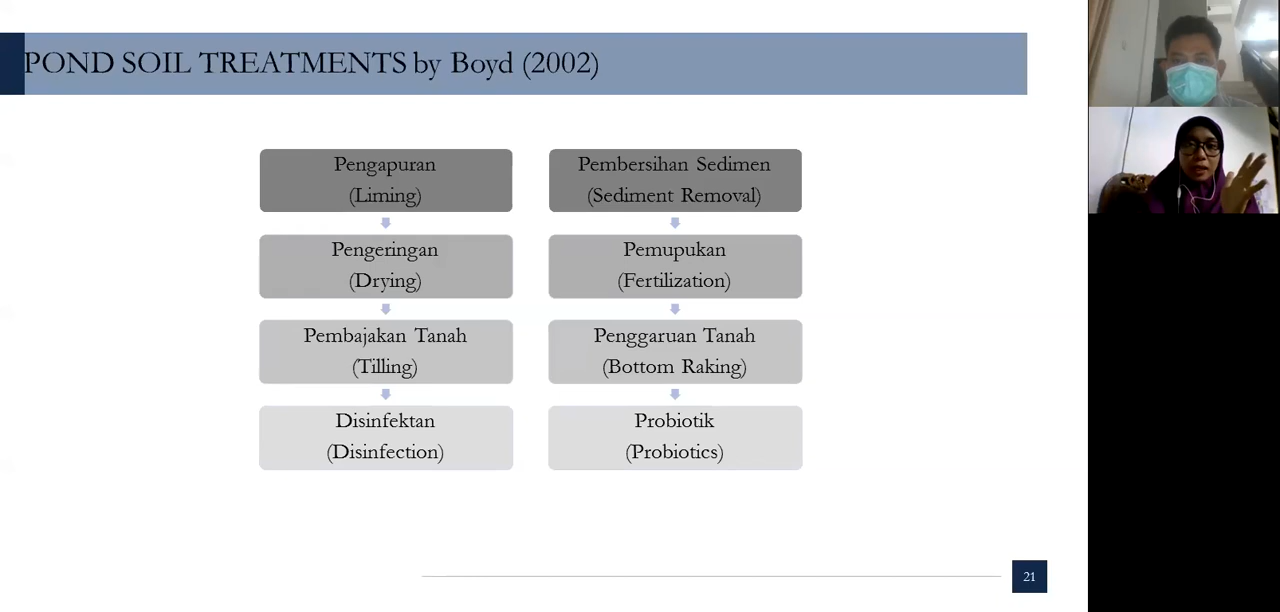 POND SOIL TREATMENTS by Boyd (2002)
Pengapuran
(Liming)
Pengeringan
(Drying)
Pembajakan Tanah
(Tilling)
Disinfektan
(Disinfection)
Pembersihan Sedimen
(Sediment Removal)
Pemupukan
(Fertilization)
Penggaruan Tanah
(Bottom Raking)
Probiotik
(Probiotics)
21